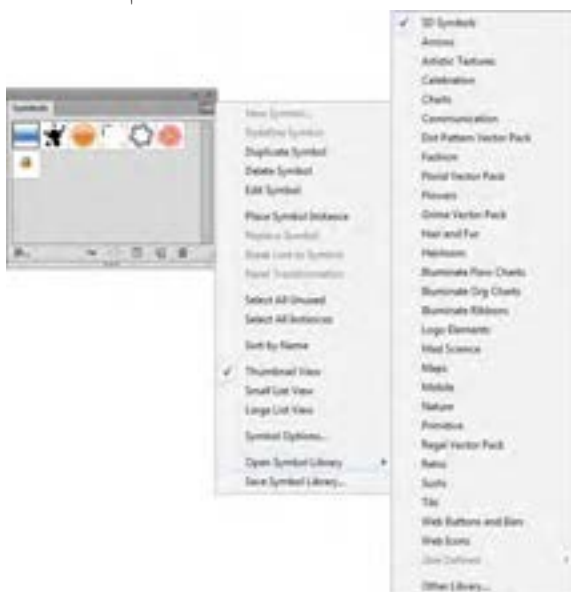 Symbols
New Symbol...
Redefine Symbol
Duplicate Symbol
Delete Symbol
Edit Symbol
Place Symbol Instance
Replace Symbol
Break Link to Symbol
Reset Transformation
Select All Unused
Select All Instances
Sort by Name
Thumbnail View
Small List View
Large List View
Symbol Options...
Open Symbol Library
Save Symbol Library...
3D Symbols
Arrows
Artistic Textures
Celebration
Charts
Communication
Dot Pattern Vector Pack
Fashion
Florid Vector Pack
Flowers
Grime Vector Pack
Hair and Fur
Heirloom
Illuminate Flow Charts
Illuminate Org Charts
Illuminate Ribbons
Logo Elements
Mad Science
Maps
Mobile
Nature
Primitive
Regal Vector Pack
Retro
Sushi
Tiki
Web Buttons and Bars
Web Icons
User Defined
Other Library...